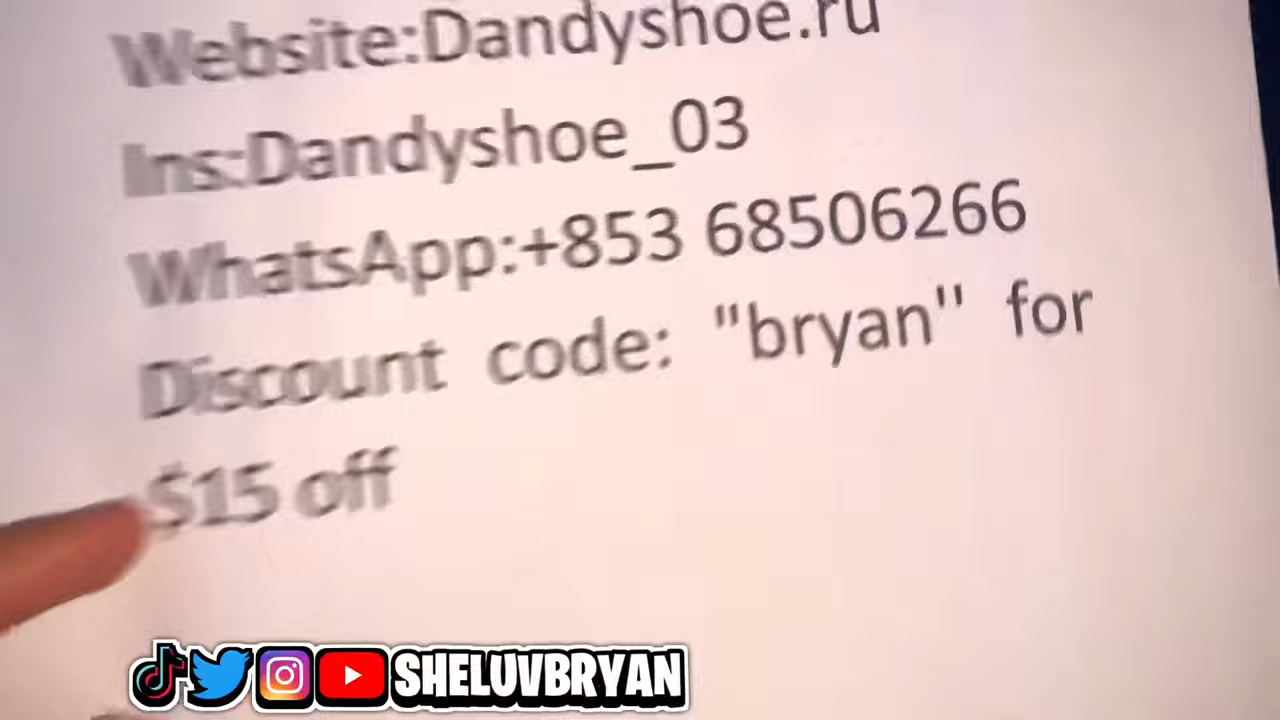 Website:Dandyshoe.ru
Ins:Dandyshoe_03
WhatsApp:+853 68506266
Discount code: "bryan" for
$15 off
SHELUVBRYAN